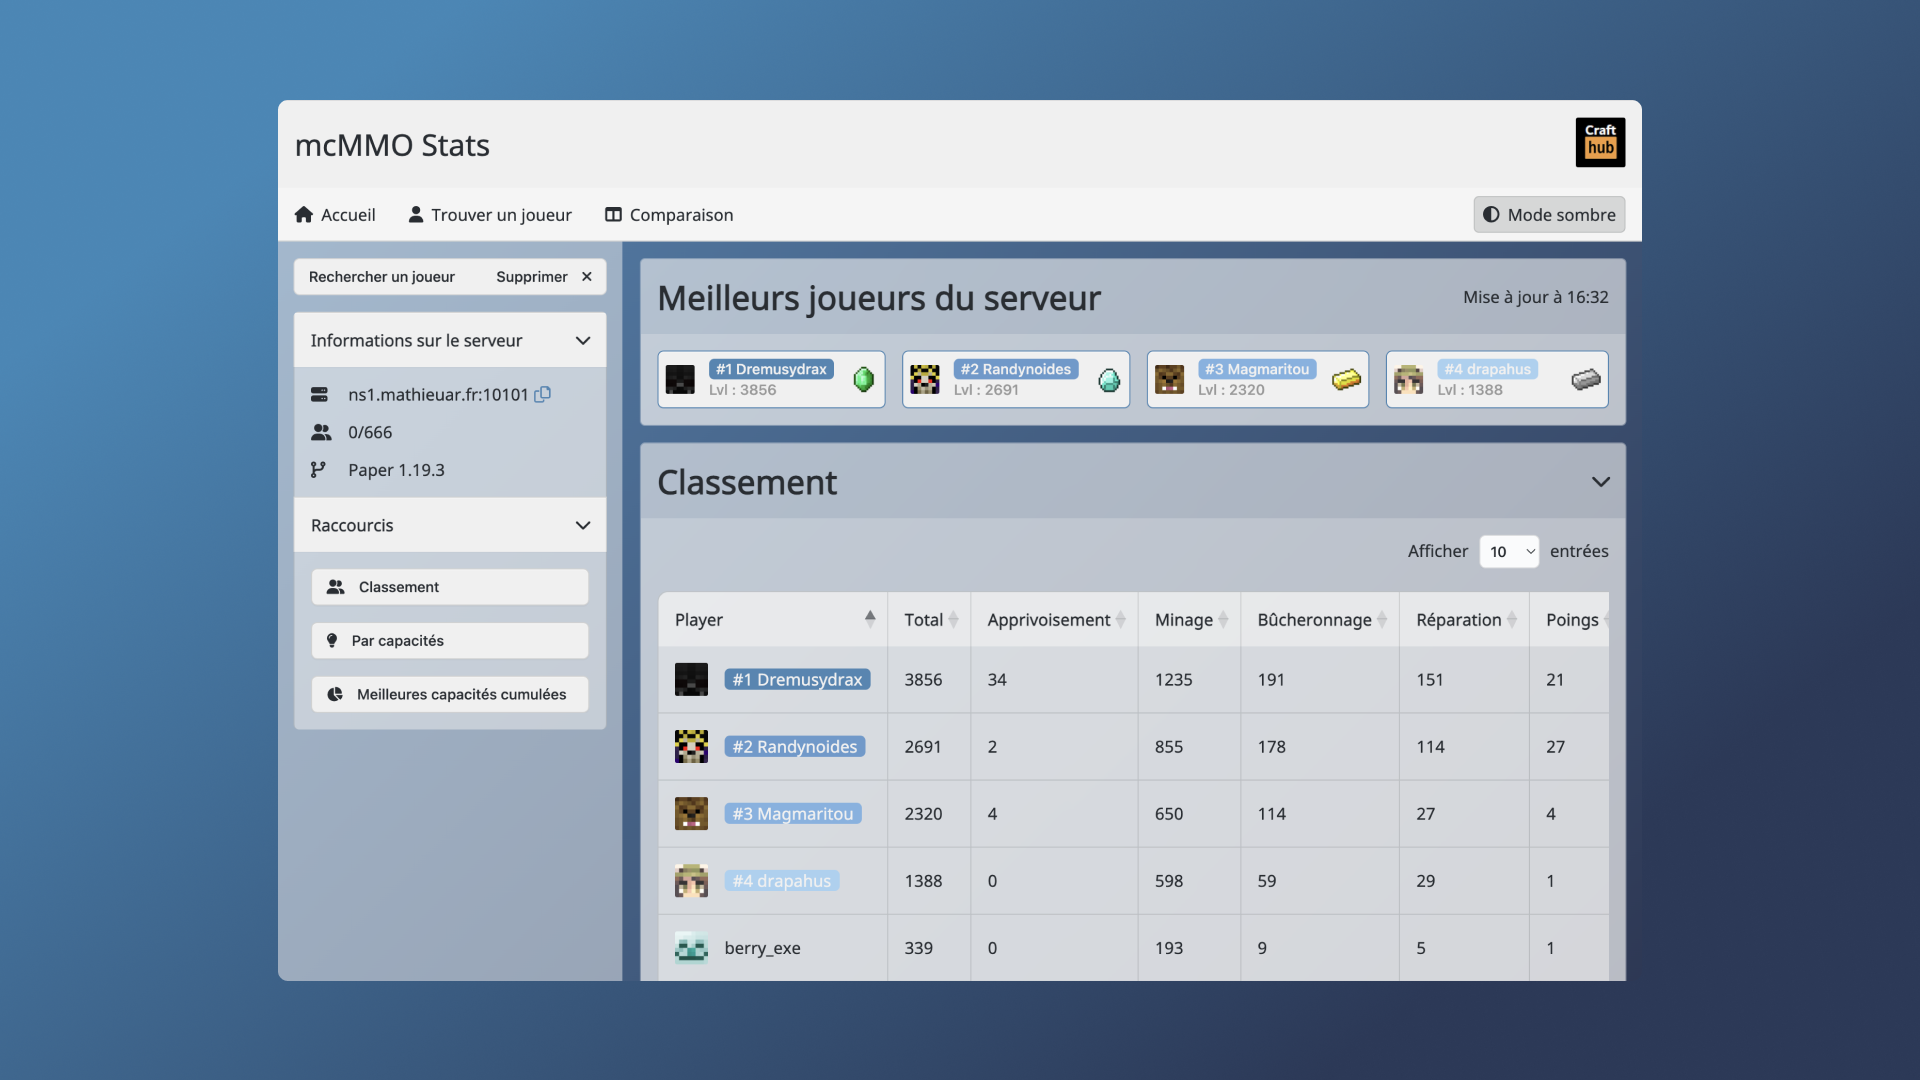 mcMMO Stats
Craft
hub
Accueil Trouver un joueur Comparaison Mode sombre
Rechercher un joueur Supprimer ×
Informations sur le serveur
ns1.mathieuar.fr:10101
0/666
Paper 1.19.3
Raccourcis
Classement
Par capacités
Meilleures capacités cumulées
Meilleurs joueurs du serveur Mise à jour à 16:32
#1 Dremusydrax
Lvl : 3856
#2 Randynoides
Lvl : 2691
#3 Magmaritou
Lvl : 2320
#4 drapahus
Lvl : 1388
Classement
Afficher 10 entrées
Player Total Apprivoisement Minage Bûcheronnage Réparation Poings
#1 Dremusydrax 3856 34 1235 191 151 21
#2 Randynoides 2691 2 855 178 114 27
#3 Magmaritou 2320 4 650 114 27 4
#4 drapahus 1388 0 598 59 29 1
berry_exe 339 0 193 9 5 1